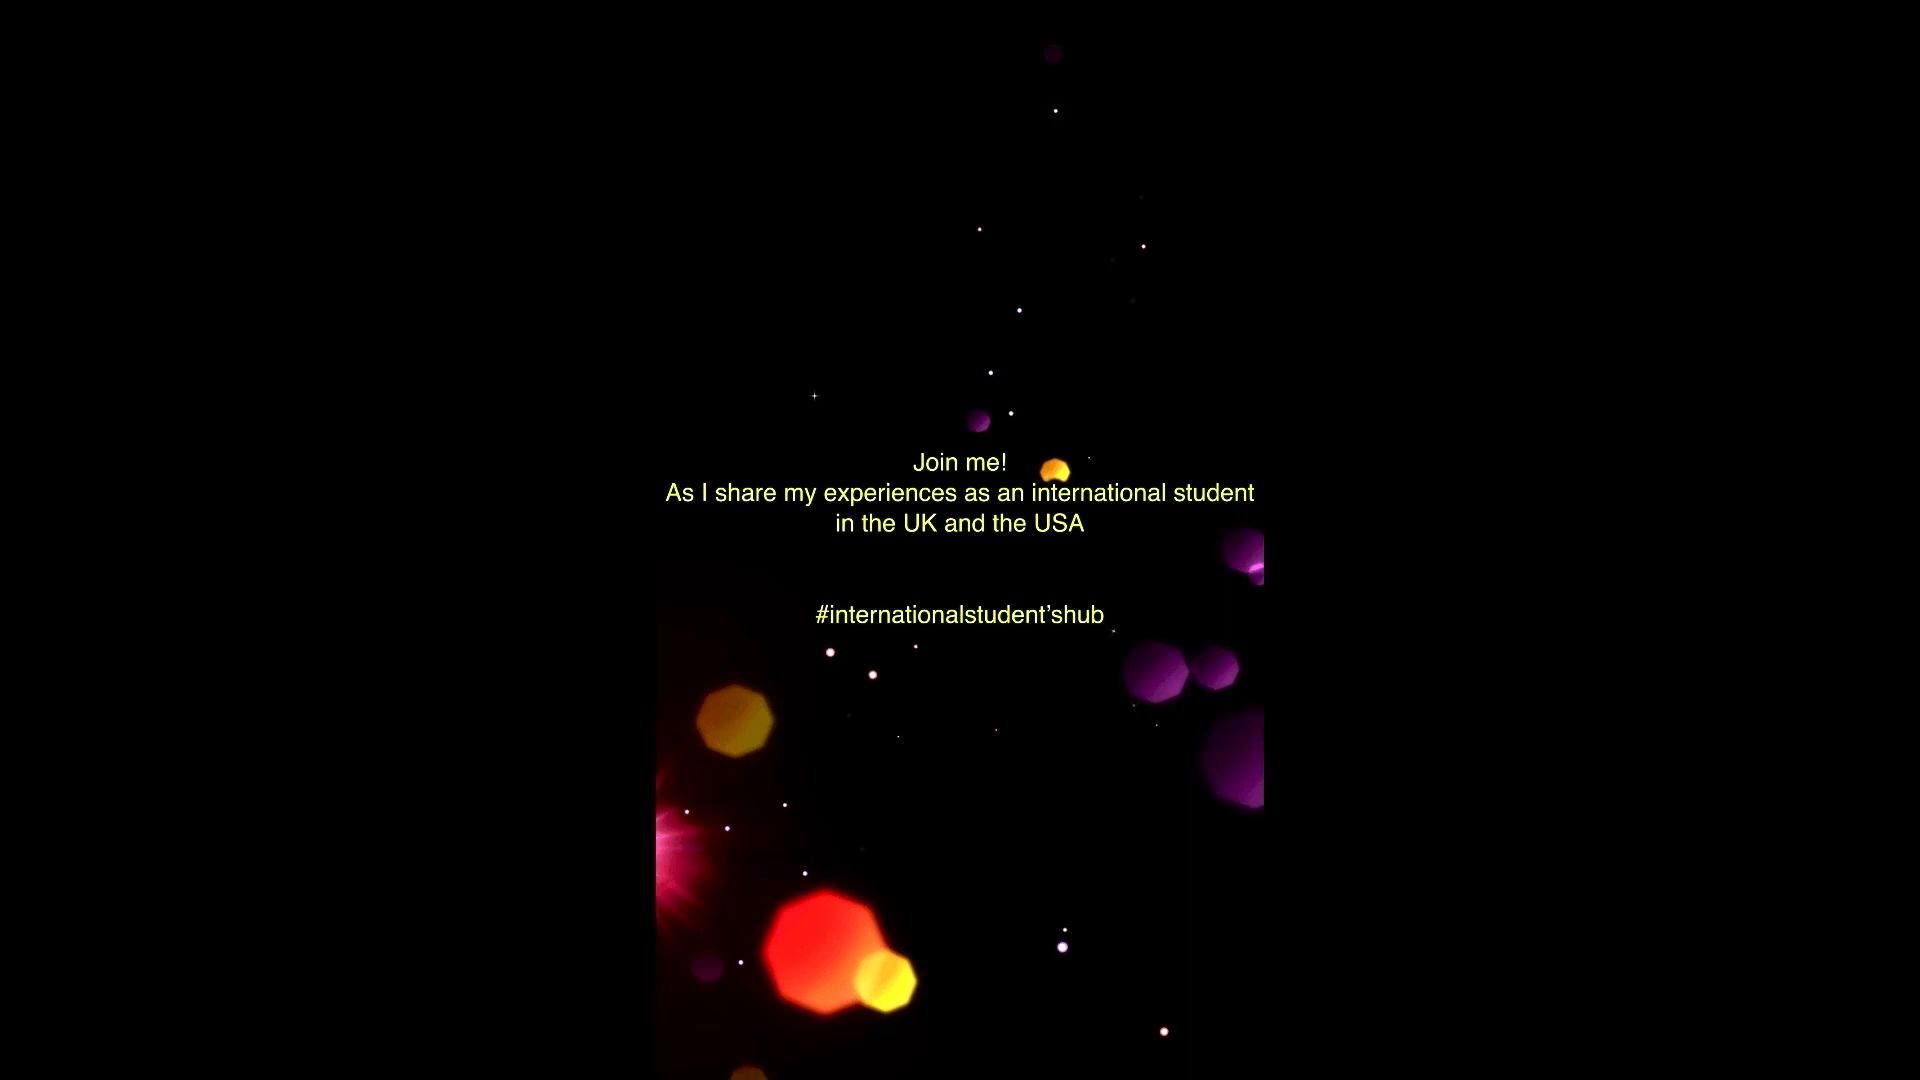 Join me!
As I share my experiences as an international student
in the UK and the USA
#internationalstudent’shub